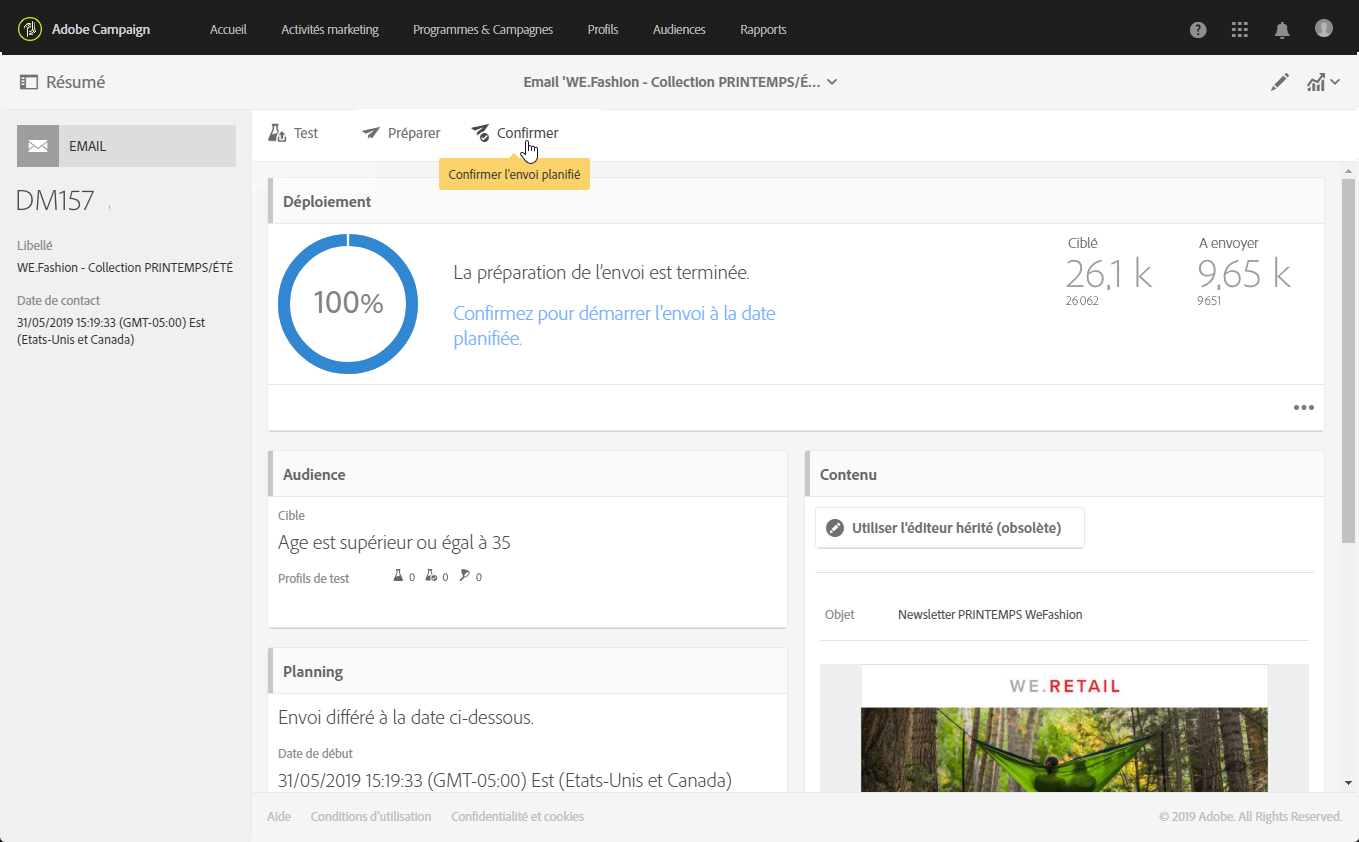 Adobe Campaign
Accueil
Activités marketing
Programmes & Campagnes
Profils
Audiences
Rapports
Résumé
Email 'WE.Fashion - Collection PRINTEMPS/É...
EMAIL
DM157
Libellé
WE.Fashion - Collection PRINTEMPS/ÉTÉ
Date de contact
31/05/2019 15:19:33 (GMT-05:00) Est
(Etats-Unis et Canada)
Test
Préparer
Confirmer
Confirmer l'envoi planifié
Déploiement
100%
La préparation de l'envoi est terminée.
Confirmez pour démarrer l'envoi à la date
planifiée.
Ciblé
26,1 k
26 062
A envoyer
9,65 k
9 651
Audience
Cible
Age est supérieur ou égal à 35
Profils de test
0 0 0
Planning
Envoi différé à la date ci-dessous.
Date de début
31/05/2019 15:19:33 (GMT-05:00) Est (Etats-Unis et Canada)
Contenu
Utiliser l'éditeur hérité (obsolète)
Objet
Newsletter PRINTEMPS WeFashion
WE.RETAIL
Aide
Conditions d'utilisation
Confidentialité et cookies
© 2019 Adobe. All Rights Reserved.